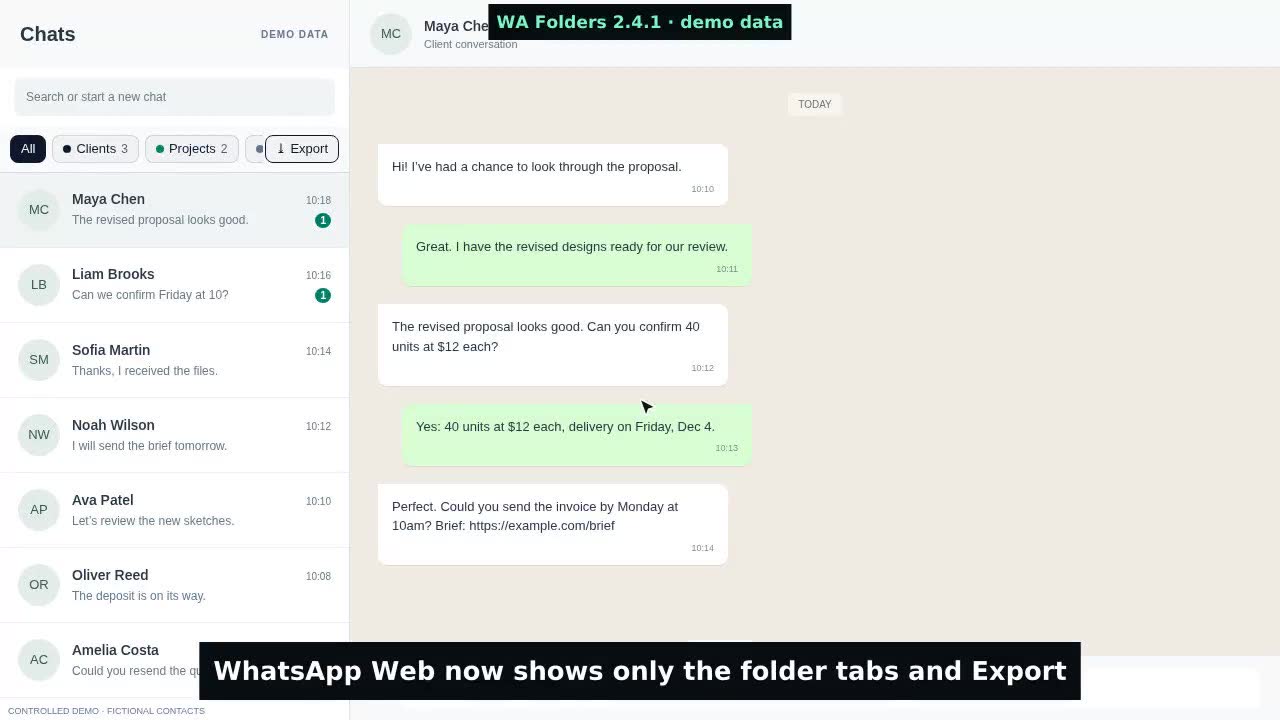 WA Folders 2.4.1 · demo data
Chats
DEMO DATA
Search or start a new chat
All
Clients 3
Projects 2
⤓ Export
MC
Maya Chen
10:18
The revised proposal looks good.
1
LB
Liam Brooks
10:16
Can we confirm Friday at 10?
1
SM
Sofia Martin
10:14
Thanks, I received the files.
NW
Noah Wilson
10:12
I will send the brief tomorrow.
AP
Ava Patel
10:10
Let's review the new sketches.
OR
Oliver Reed
10:08
The deposit is on its way.
AC
Amelia Costa
Could you resend the
CONTROLLED DEMO · FICTIONAL CONTACTS
MC
Maya
Client conversation
TODAY
Hi! I've had a chance to look through the proposal.
10:10
Great. I have the revised designs ready for our review.
10:11
The revised proposal looks good. Can you confirm 40
units at $12 each?
10:12
Yes: 40 units at $12 each, delivery on Friday, Dec 4.
10:13
Perfect. Could you send the invoice by Monday at
10am? Brief: https://example.com/brief
10:14
WhatsApp Web now shows only the folder tabs and Export